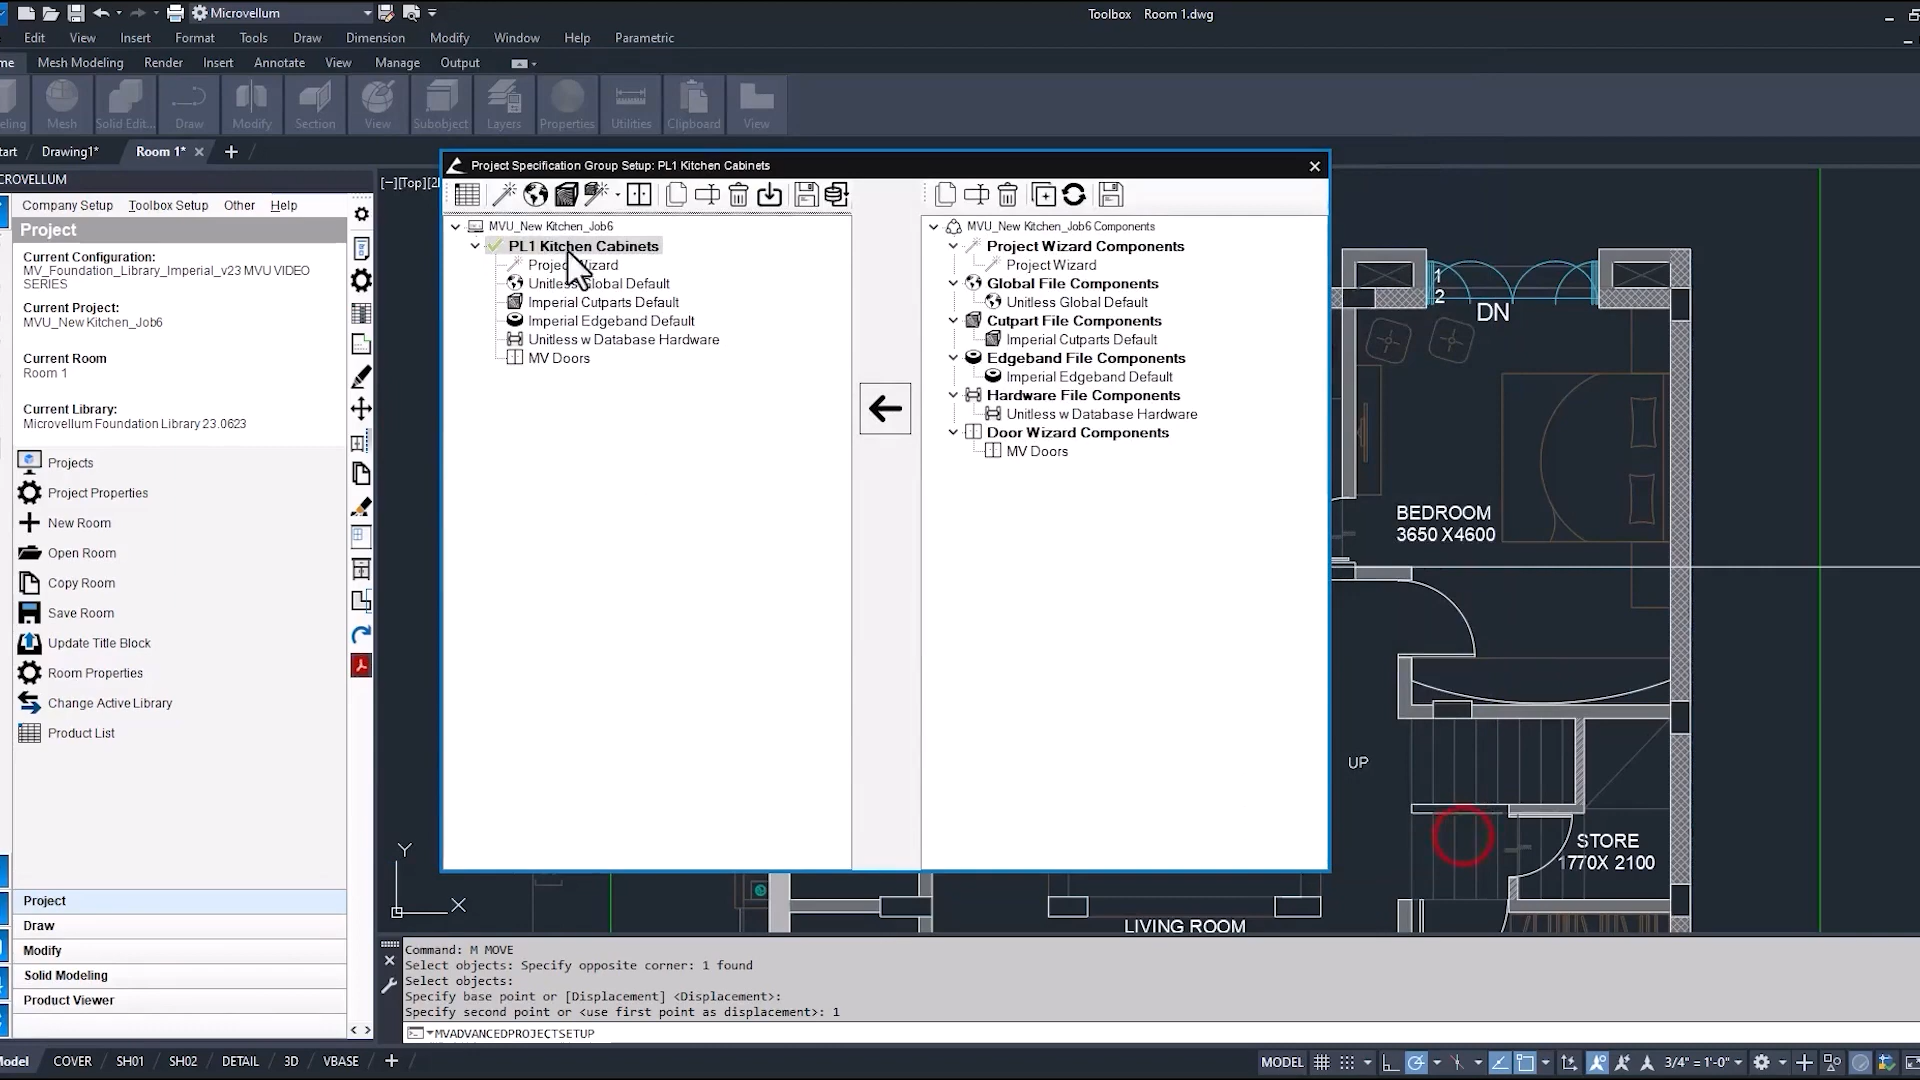 Microvellum
Toolbox Room 1.dwg
Edit View Insert Format Tools Draw Dimension Modify Window Help Parametric
Mesh Modeling Render Insert Annotate View Manage Output
Mesh Solid Edit... Draw Modify Section View Subobject Layers Properties Utilities Clipboard View
Drawing1* Room 1*
Company Setup Toolbox Setup Other Help
Project
Current Configuration:
MV_Foundation_Library_Imperial_v23 MVU VIDEO
SERIES
Current Project:
MVU_New Kitchen_Job6
Current Room
Room 1
Current Library:
Microvellum Foundation Library 23.0623
Projects
Project Properties
New Room
Open Room
Copy Room
Save Room
Update Title Block
Room Properties
Change Active Library
Product List
Project
Draw
Modify
Solid Modeling
Product Viewer
[−][Top]
Project Specification Group Setup: PL1 Kitchen Cabinets
MVU_New Kitchen_Job6
PL1 Kitchen Cabinets
Imperial Cutparts Default
Imperial Edgeband Default
Unitless w Database Hardware
MV Doors
MVU_New Kitchen_Job6 Components
Project Wizard Components
Project Wizard
Global File Components
Unitless Global Default
Cutpart File Components
Imperial Cutparts Default
Edgeband File Components
Imperial Edgeband Default
Hardware File Components
Unitless w Database Hardware
Door Wizard Components
MV Doors
1
2
DN
BEDROOM
3650 X4600
UP
STORE
1770X 2100
LIVING ROOM
Y
X
Command: M MOVE
Select objects: Specify opposite corner: 1 found
Select objects:
Specify base point or [Displacement] <Displacement>:
Specify second point or <use first point as displacement>: 1
MVADVANCEDPROJECTSETUP
COVER SH01 SH02 DETAIL 3D VBASE
MODEL 3/4" = 1'-0"